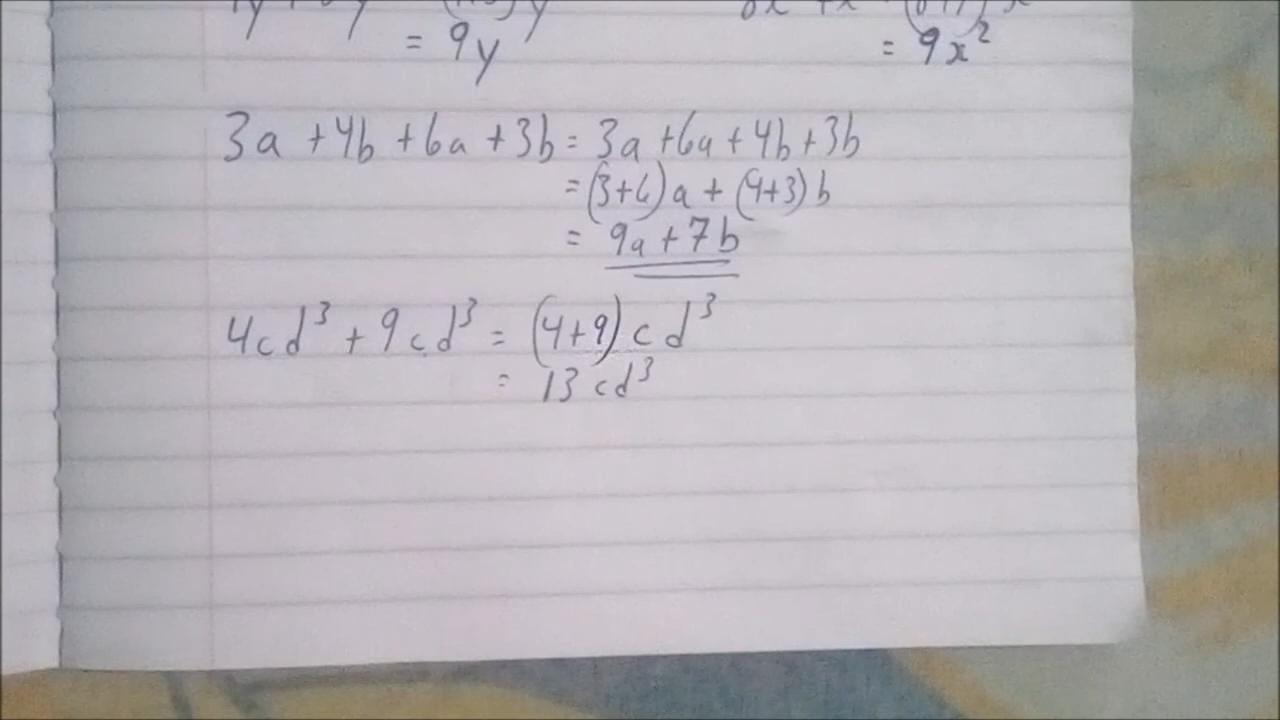 = 9y
= 9x²
3a + 4b + 6a + 3b = 3a + 6a + 4b + 3b
= (3+6)a + (4+3)b
= 9a + 7b
4cd³ + 9cd³ = (4+9)cd³
= 13cd³